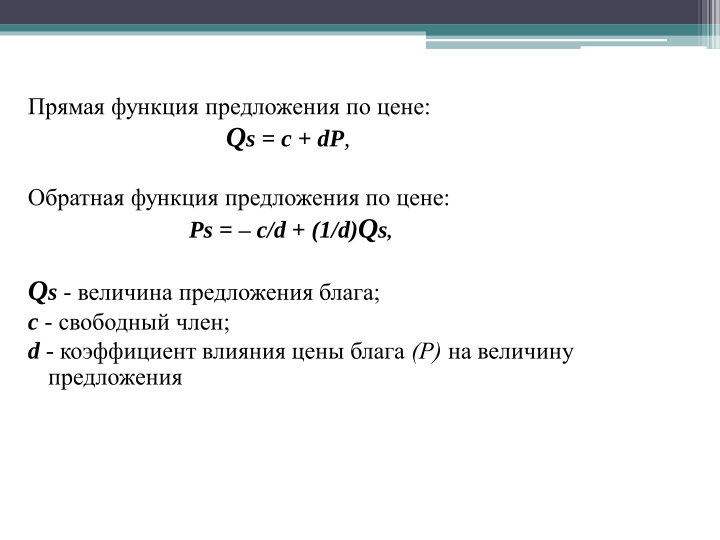 Прямая функция предложения по цене:
Qs = c + dP,
Обратная функция предложения по цене:
Ps = – c/d + (1/d)Qs,
Qs - величина предложения блага;
c - свободный член;
d - коэффициент влияния цены блага (P) на величину
предложения